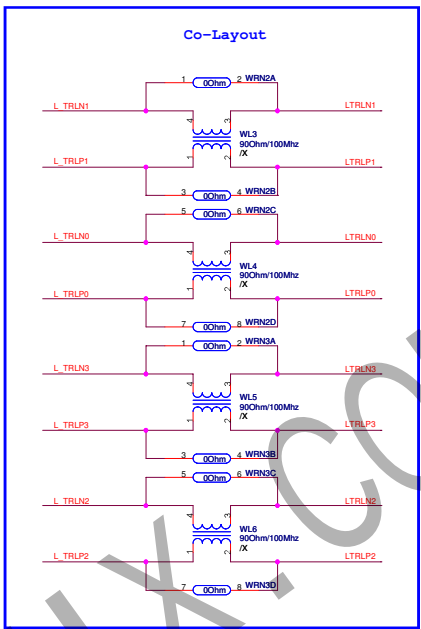 Co-Layout
1 0Ohm 2 WRN2A
L_TRLN1 LTRLN1
4 3
WL3
90Ohm/100Mhz
/X
1 2
L_TRLP1 LTRLP1
3 0Ohm 4 WRN2B
5 0Ohm 6 WRN2C
L_TRLN0 LTRLN0
4 3
WL4
90Ohm/100Mhz
/X
1 2
L_TRLP0 LTRLP0
7 0Ohm 8 WRN2D
1 0Ohm 2 WRN3A
L_TRLN3 LTRLN3
4 3
WL5
90Ohm/100Mhz
/X
1 2
L_TRLP3 LTRLP3
3 0Ohm 4 WRN3B
5 0Ohm 6 WRN3C
L_TRLN2 LTRLN2
4 3
WL6
90Ohm/100Mhz
/X
1 2
L_TRLP2 LTRLP2
7 0Ohm 8 WRN3D